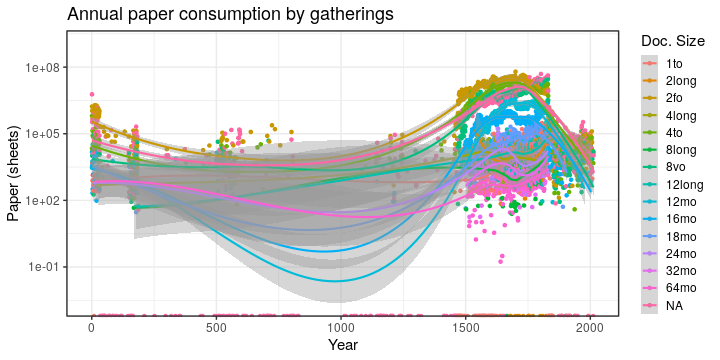 Annual paper consumption by gatherings
Paper (sheets)
1e+08
1e+05
1e+02
1e-01
0
500
1000
1500
2000
Year
Doc. Size
1to
2long
2fo
4long
4to
8long
8vo
12long
12mo
16mo
18mo
24mo
32mo
64mo
NA